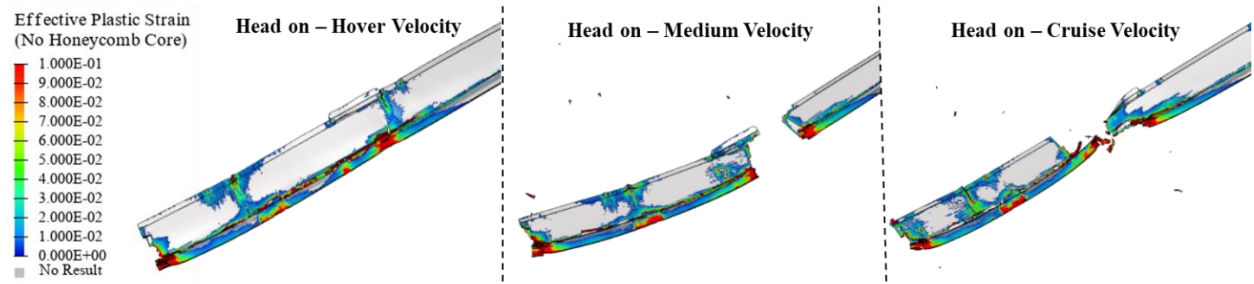 Effective Plastic Strain
(No Honeycomb Core)
1.000E-01
9.000E-02
8.000E-02
7.000E-02
6.000E-02
5.000E-02
4.000E-02
3.000E-02
2.000E-02
1.000E-02
0.000E+00
No Result
Head on – Hover Velocity
Head on – Medium Velocity
Head on – Cruise Velocity